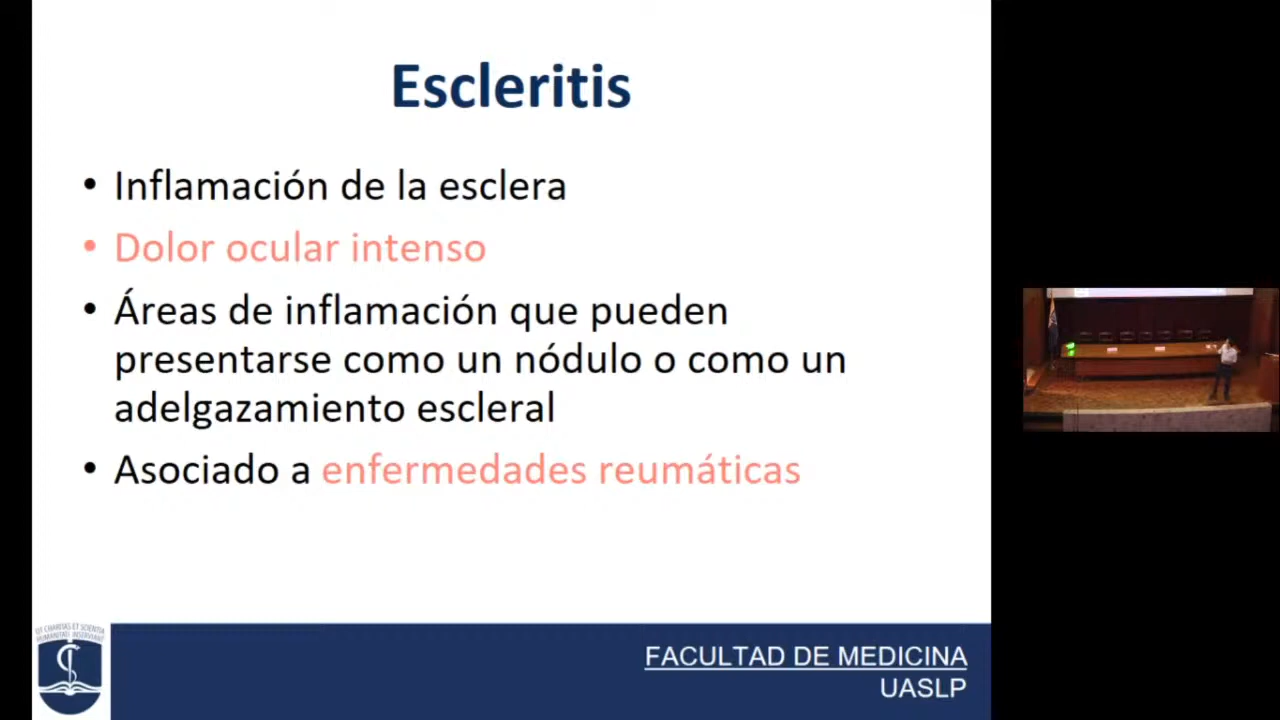 Escleritis
• Inflamación de la esclera
• Dolor ocular intenso
• Áreas de inflamación que pueden
presentarse como un nódulo o como un
adelgazamiento escleral
• Asociado a enfermedades reumáticas
FACULTAD DE MEDICINA
UASLP